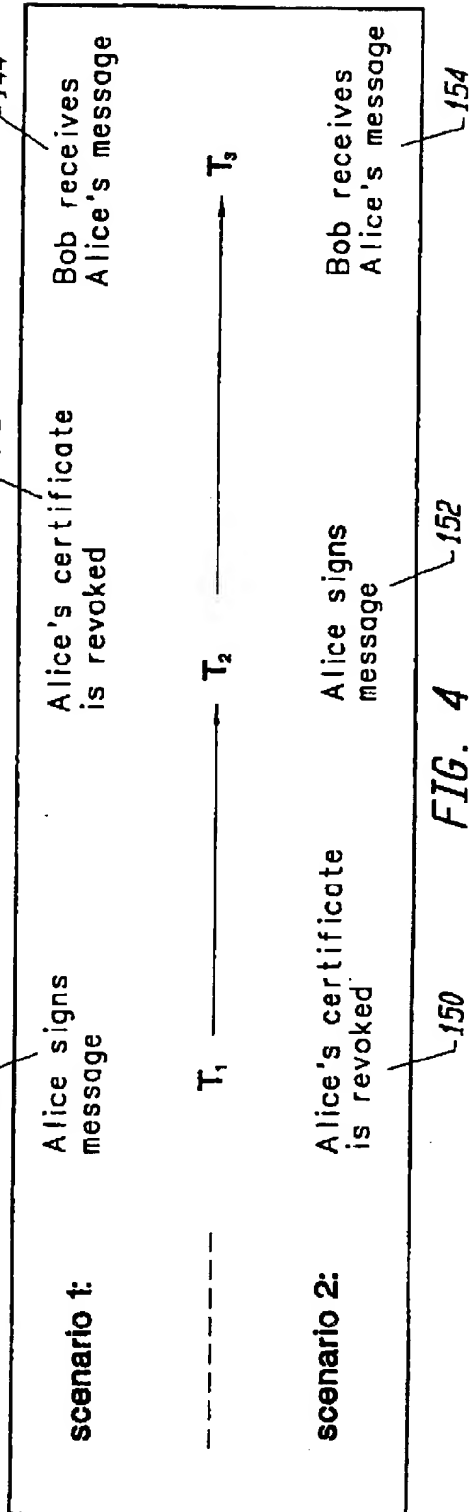 144
scenario 1:
Alice signs
message
Alice's certificate
is revoked
Bob receives
Alice's message
T₁
T₂
T₃
scenario 2:
Alice's certificate
is revoked
Alice signs
message
Bob receives
Alice's message
150
152
154
FIG. 4